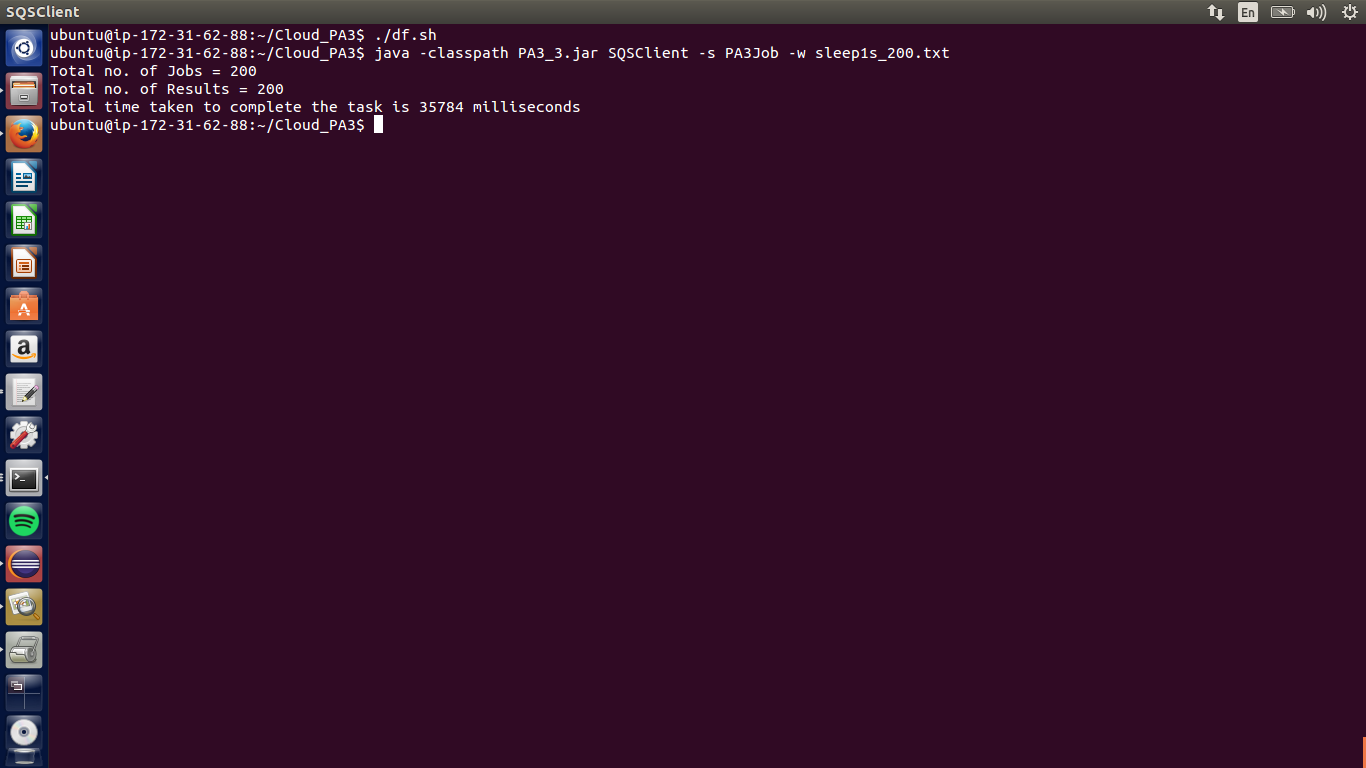 SQSClient
En
ubuntu@ip-172-31-62-88:~/Cloud_PA3$ ./df.sh
ubuntu@ip-172-31-62-88:~/Cloud_PA3$ java -classpath PA3_3.jar SQSClient -s PA3Job -w sleep1s_200.txt
Total no. of Jobs = 200
Total no. of Results = 200
Total time taken to complete the task is 35784 milliseconds
ubuntu@ip-172-31-62-88:~/Cloud_PA3$